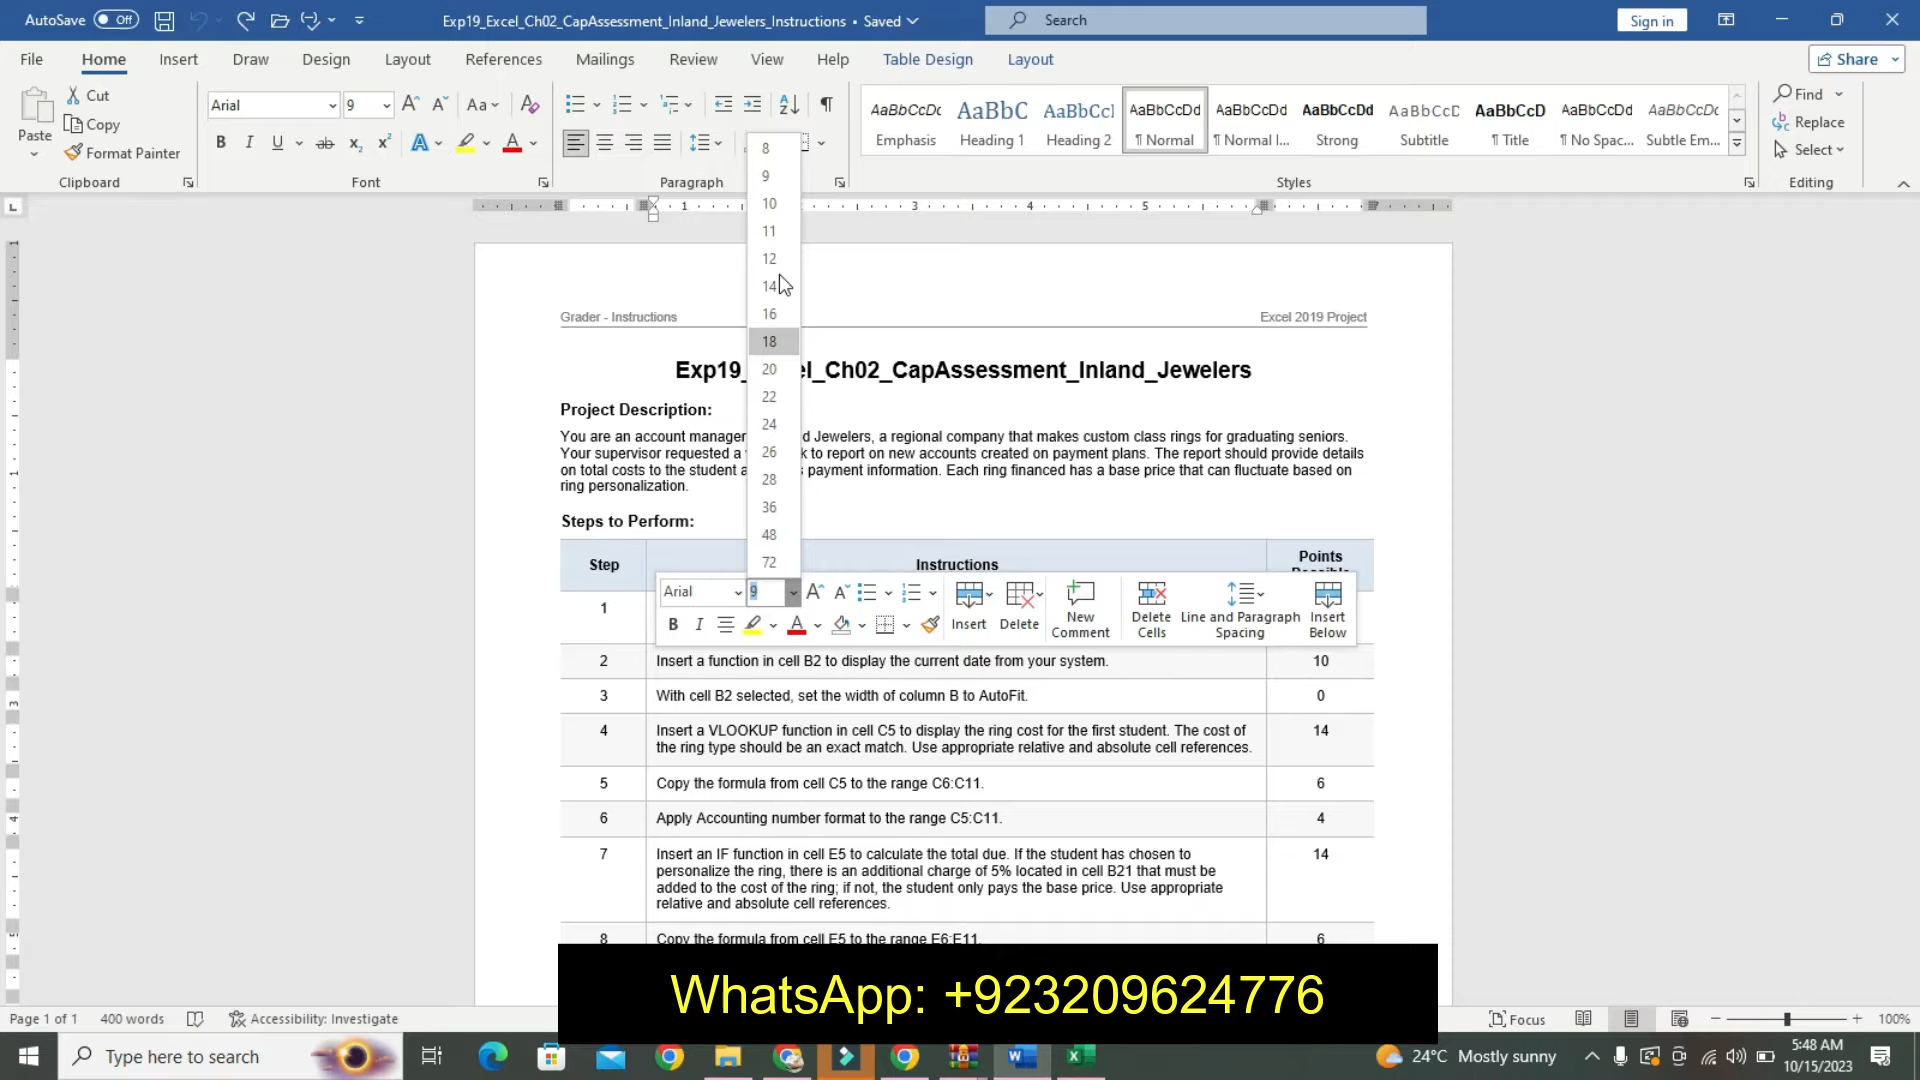 AutoSave Off Exp19_Excel_Ch02_CapAssessment_Inland_Jewelers_Instructions • Saved Search Sign in
File Home Insert Draw Design Layout References Mailings Review View Help Table Design Layout Share
Paste Cut Copy Format Painter
Arial 9 Aa
B I U ab x₂ x² A A
AaBbCcDc AaBbC AaBbCcI AaBbCcDd AaBbCcDd AaBbCcDd AaBbCcD AaBbCcD AaBbCcDd AaBbCcDc
Emphasis Heading 1 Heading 2 ¶ Normal ¶ Normal I... Strong Subtitle ¶ Title ¶ No Spac... Subtle Em...
Find
Replace
Select
Clipboard Font Paragraph Styles Editing
1 3 4 5
8
9
10
11
12
14
16
18
20
22
24
26
28
36
48
72
Grader - Instructions Excel 2019 Project
Exp19_ el_Ch02_CapAssessment_Inland_Jewelers
Project Description:
You are an account manager d Jewelers, a regional company that makes custom class rings for graduating seniors.
Your supervisor requested a k to report on new accounts created on payment plans. The report should provide details
on total costs to the student a s payment information. Each ring financed has a base price that can fluctuate based on
ring personalization.
Steps to Perform:
Step Instructions Points
1
Arial 9
B I A
Insert Delete New Comment Delete Cells Line and Paragraph Spacing Insert Below
2 Insert a function in cell B2 to display the current date from your system. 10
3 With cell B2 selected, set the width of column B to AutoFit. 0
4 Insert a VLOOKUP function in cell C5 to display the ring cost for the first student. The cost of 14
the ring type should be an exact match. Use appropriate relative and absolute cell references.
5 Copy the formula from cell C5 to the range C6:C11. 6
6 Apply Accounting number format to the range C5:C11. 4
7 Insert an IF function in cell E5 to calculate the total due. If the student has chosen to 14
personalize the ring, there is an additional charge of 5% located in cell B21 that must be
added to the cost of the ring; if not, the student only pays the base price. Use appropriate
relative and absolute cell references.
8 Copy the formula from cell E5 to the range E6:E11. 6
WhatsApp: +923209624776
Page 1 of 1 400 words Accessibility: Investigate Focus 100%
Type here to search 24°C Mostly sunny 5:48 AM
10/15/2023